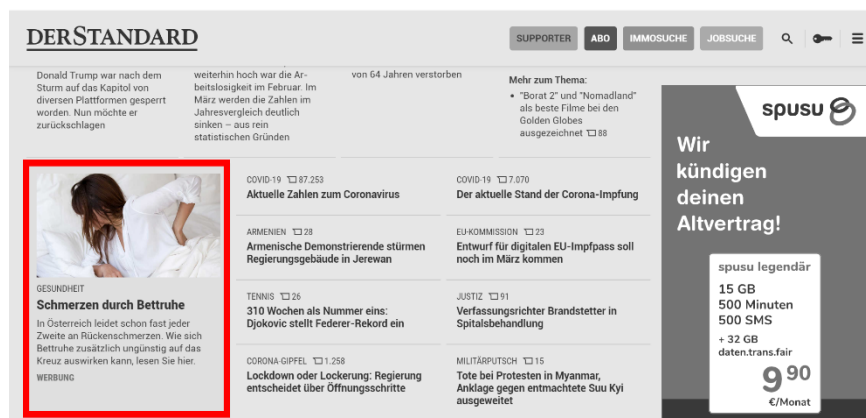 DERSTANDARD
SUPPORTER
ABO
IMMOSUCHE
JOBSUCHE
Donald Trump war nach dem
Sturm auf das Kapitol von
diversen Plattformen gesperrt
worden. Nun möchte er
zurückschlagen
weiterhin hoch war die Ar-
beitslosigkeit im Februar. Im
März werden die Zahlen im
Jahresvergleich deutlich
sinken – aus rein
statistischen Gründen
von 64 Jahren verstorben
Mehr zum Thema:
• "Borat 2" und "Nomadland"
als beste Filme bei den
Golden Globes
ausgezeichnet 88
GESUNDHEIT
Schmerzen durch Bettruhe
In Österreich leidet schon fast jeder
Zweite an Rückenschmerzen. Wie sich
Bettruhe zusätzlich ungünstig auf das
Kreuz auswirken kann, lesen Sie hier.
WERBUNG
COVID-19 87.253
Aktuelle Zahlen zum Coronavirus
ARMENIEN 28
Armenische Demonstrierende stürmen
Regierungsgebäude in Jerewan
TENNIS 26
310 Wochen als Nummer eins:
Djokovic stellt Federer-Rekord ein
CORONA-GIPFEL 1.258
Lockdown oder Lockerung: Regierung
entscheidet über Öffnungsschritte
COVID-19 7.070
Der aktuelle Stand der Corona-Impfung
EU-KOMMISSION 23
Entwurf für digitalen EU-Impfpass soll
noch im März kommen
JUSTIZ 91
Verfassungsrichter Brandstetter in
Spitalsbehandlung
MILITÄRPUTSCH 15
Tote bei Protesten in Myanmar,
Anklage gegen entmachtete Suu Kyi
ausgeweitet
spusu
Wir
kündigen
deinen
Altvertrag!
spusu legendär
15 GB
500 Minuten
500 SMS
+ 32 GB
daten.trans.fair
9 90
€/Monat